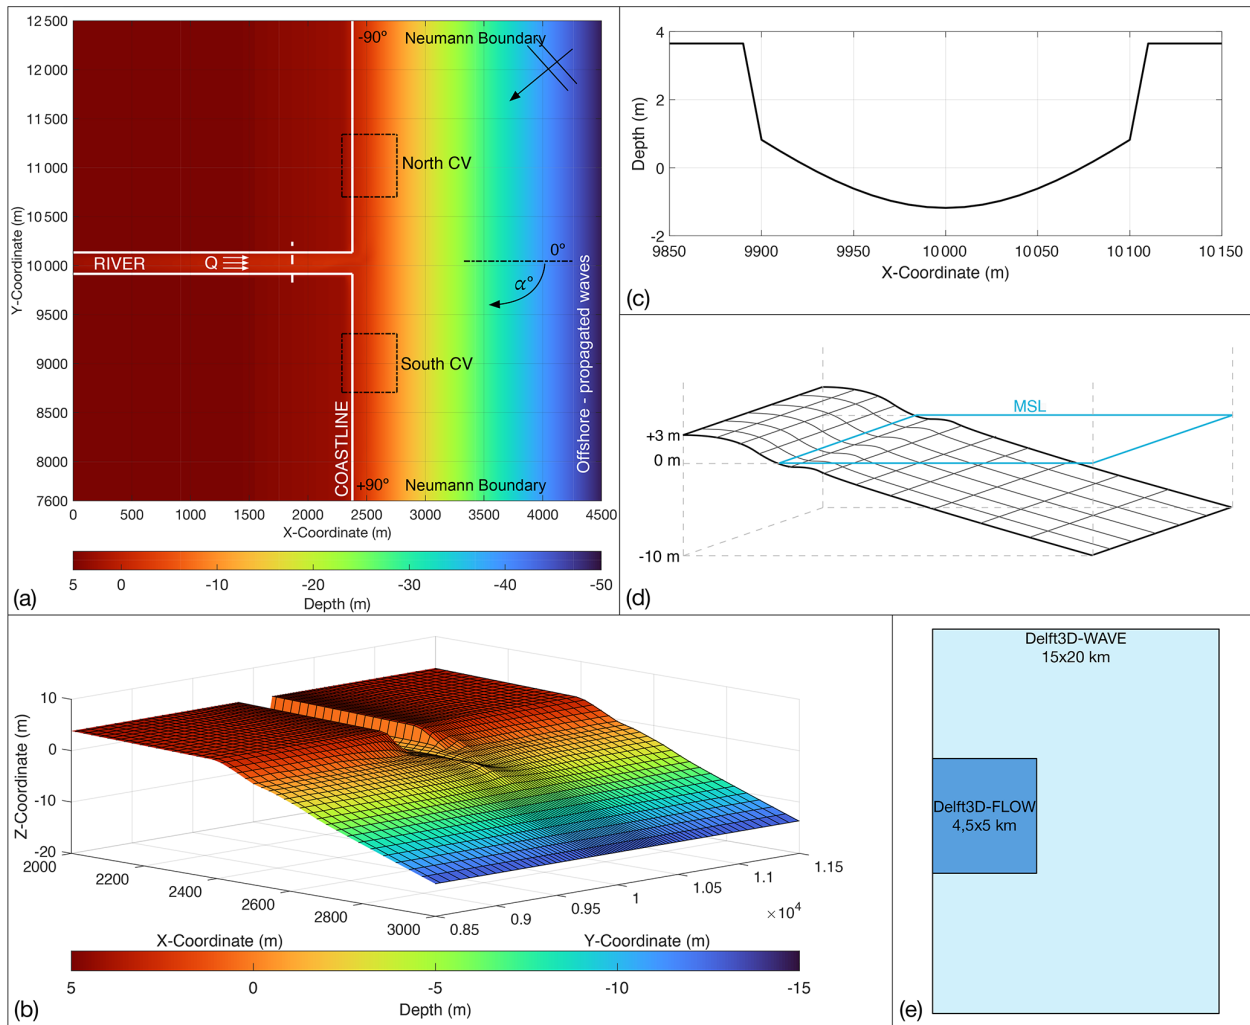 12 500
12 000
11 500
11 000
10 500
10 000
9500
9000
8500
8000
7600
Y-Coordinate (m)
-90º
Neumann Boundary
North CV
RIVER
Q
0º
αº
South CV
COASTLINE
Offshore - propagated waves
+90º
Neumann Boundary
0
500
1000
1500
2000
2500
3000
3500
4000
4500
X-Coordinate (m)
5
0
-10
-20
-30
-40
-50
Depth (m)
(a)
4
2
0
-2
Depth (m)
9850
9900
9950
10 000
10 050
10 100
10 150
X-Coordinate (m)
(c)
MSL
+3 m
0 m
-10 m
(d)
10
0
-10
-20
Z-Coordinate (m)
2000
2200
2400
2600
2800
3000
0.85
0.9
0.95
1
1.05
1.1
1.15
×10⁴
X-Coordinate (m)
Y-Coordinate (m)
5
0
-5
-10
-15
Depth (m)
(b)
Delft3D-WAVE
15x20 km
Delft3D-FLOW
4,5x5 km
(e)